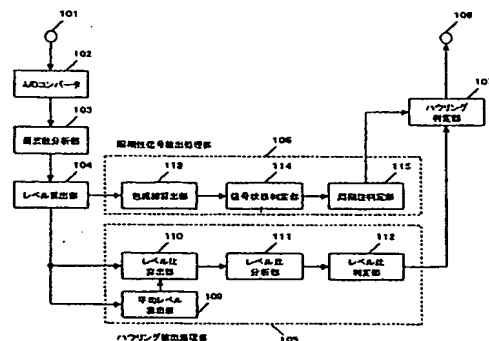 101
108
102
A/Dコンバータ
107
103
ハウリング
判定部
周波数分析部
周期性信号検出処理部
106
104
113
114
115
レベル算出部
包絡線算出部
信号状態判定部
周期性判定部
110
111
112
レベル比
算出部
レベル比
分析部
レベル比
判定部
平均レベル
算出部
109
ハウリング検出処理部
105